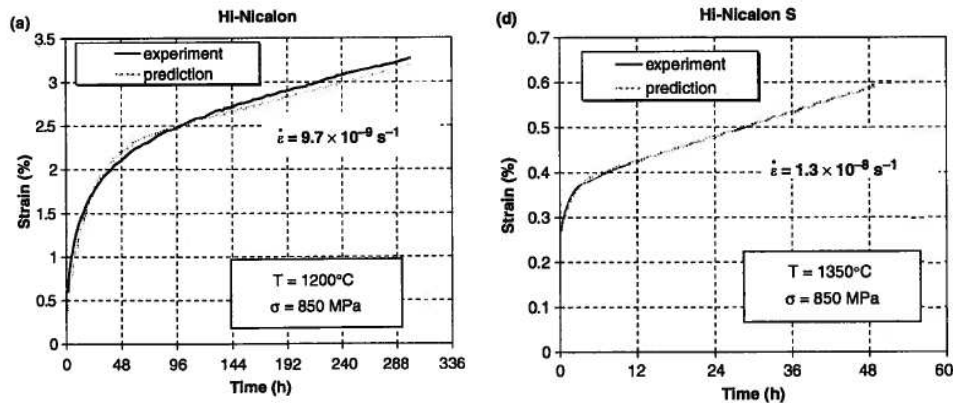 (a)
Hi-Nicalon
3.5
3
2.5
2
1.5
1
0.5
0
Strain (%)
experiment
prediction
ε̇ = 9.7 × 10⁻⁹ s⁻¹
T = 1200°C
σ = 850 MPa
0 48 96 144 192 240 288 336
Time (h)
(d)
Hi-Nicalon S
0.7
0.6
0.5
0.4
0.3
0.2
0.1
0
Strain (%)
experiment
prediction
ε̇ = 1.3 × 10⁻⁸ s⁻¹
T = 1350°C
σ = 850 MPa
0 12 24 36 48 60
Time (h)